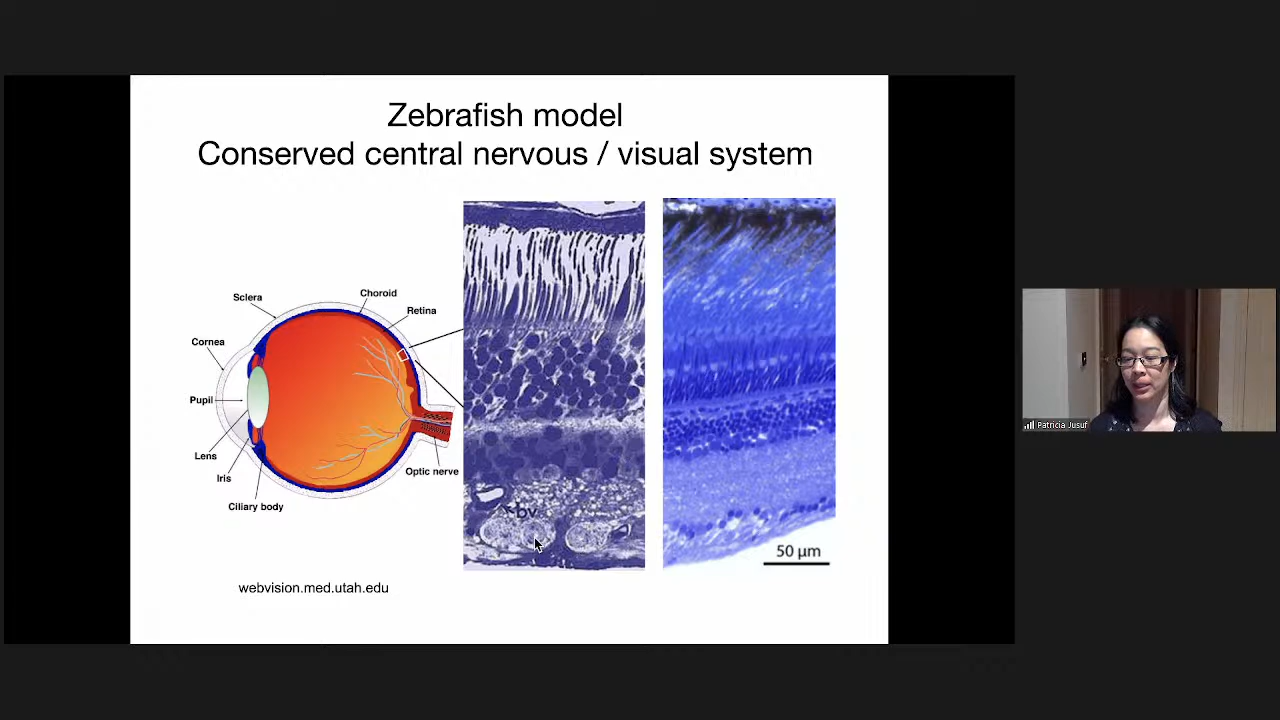 Zebrafish model
Conserved central nervous / visual system
Sclera
Choroid
Retina
Cornea
Pupil
Lens
Iris
Ciliary body
Optic nerve
bv
50 µm
webvision.med.utah.edu
Patricia Jusuf